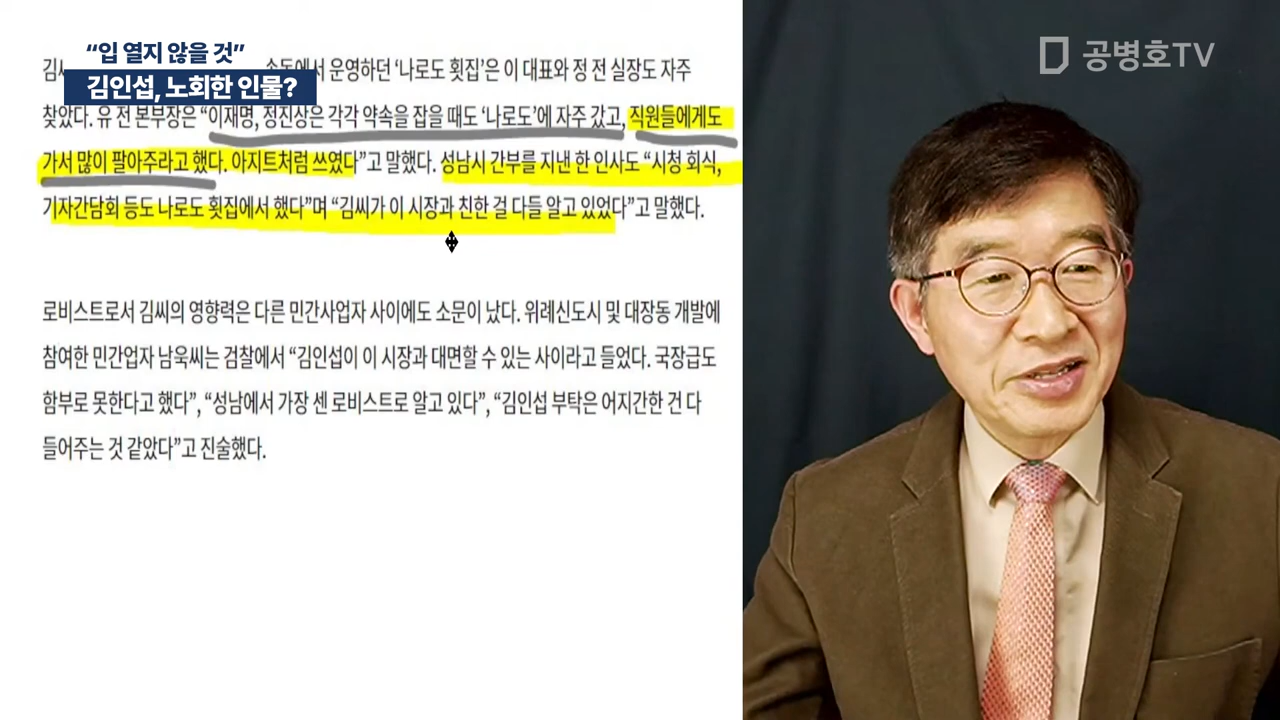 “입 열지 않을 것”
김인섭, 노회한 인물?
공병호TV
에서 운영하던 ‘나로도 횟집’은 이 대표와 정 전 실장도 자주
찾았다. 유 전 본부장은 “이재명, 정진상은 각각 약속을 잡을 때도 ‘나로도’에 자주 갔고, 직원들에게도
가서 많이 팔아주라고 했다. 아지트처럼 쓰였다”고 말했다. 성남시 간부를 지낸 한 인사도 “시청 회식,
기자간담회 등도 나로도 횟집에서 했다”며 “김씨가 이 시장과 친한 걸 다들 알고 있었다”고 말했다.
로비스트로서 김씨의 영향력은 다른 민간사업자 사이에도 소문이 났다. 위례신도시 및 대장동 개발에
참여한 민간업자 남욱씨는 검찰에서 “김인섭이 이 시장과 대면할 수 있는 사이라고 들었다. 국장급도
함부로 못한다고 했다”, “성남에서 가장 센 로비스트로 알고 있다”, “김인섭 부탁은 어지간한 건 다
들어주는 것 같았다”고 진술했다.